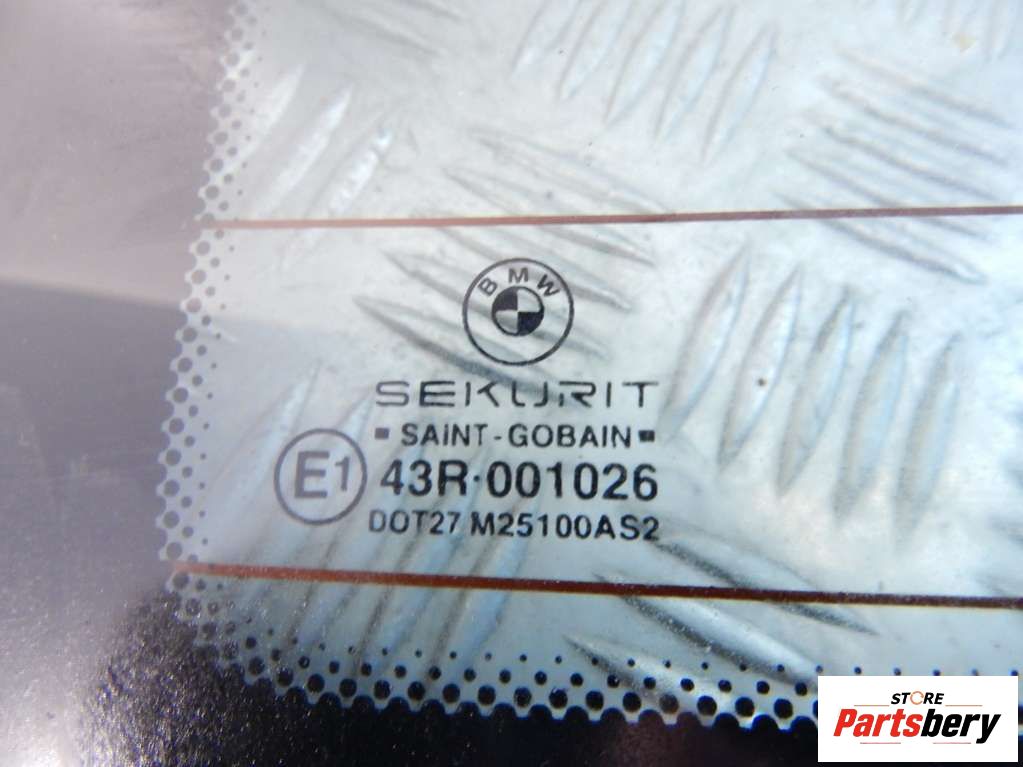 BMW
SEKURIT
SAINT-GOBAIN
E1
43R·001026
DOT27 M25100AS2
STORE
Partsbery